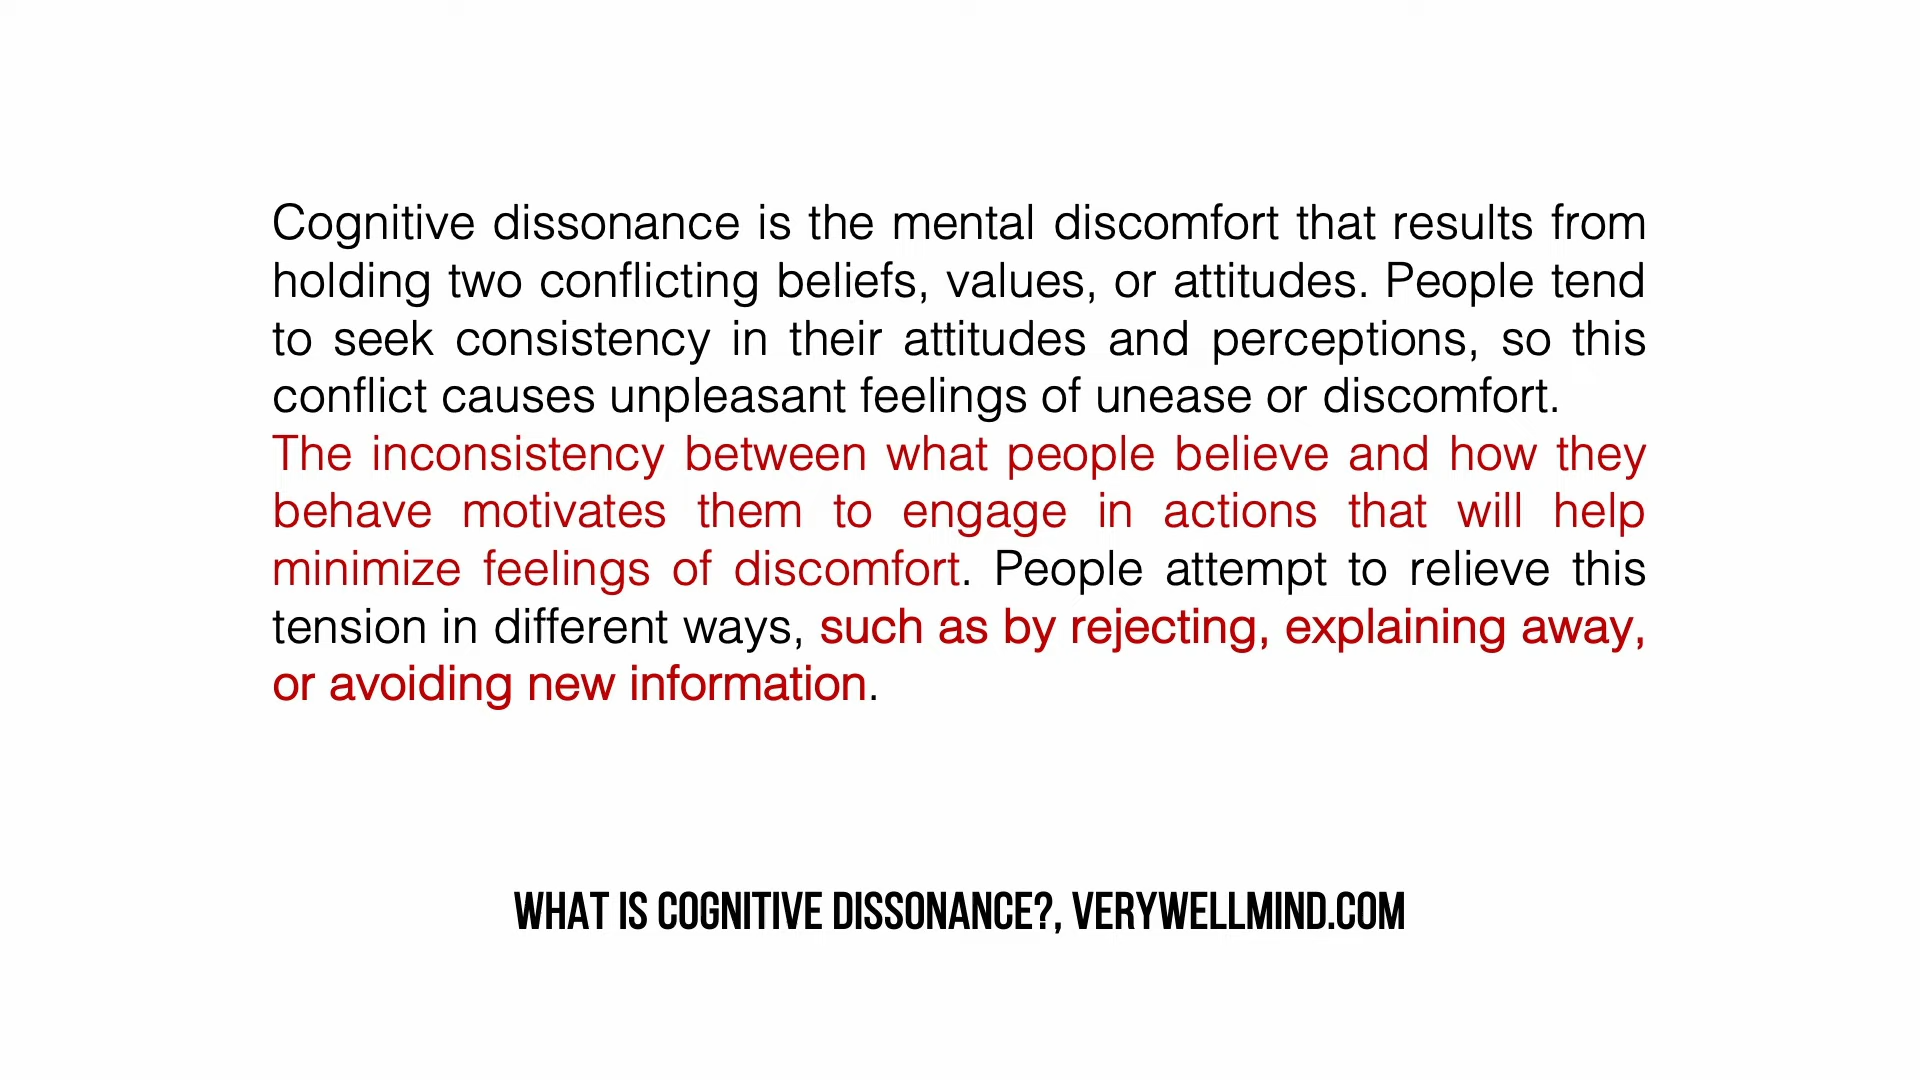 Cognitive dissonance is the mental discomfort that results from
holding two conflicting beliefs, values, or attitudes. People tend
to seek consistency in their attitudes and perceptions, so this
conflict causes unpleasant feelings of unease or discomfort.
The inconsistency between what people believe and how they
behave motivates them to engage in actions that will help
minimize feelings of discomfort. People attempt to relieve this
tension in different ways, such as by rejecting, explaining away,
or avoiding new information.
WHAT IS COGNITIVE DISSONANCE?, VERYWELLMIND.COM